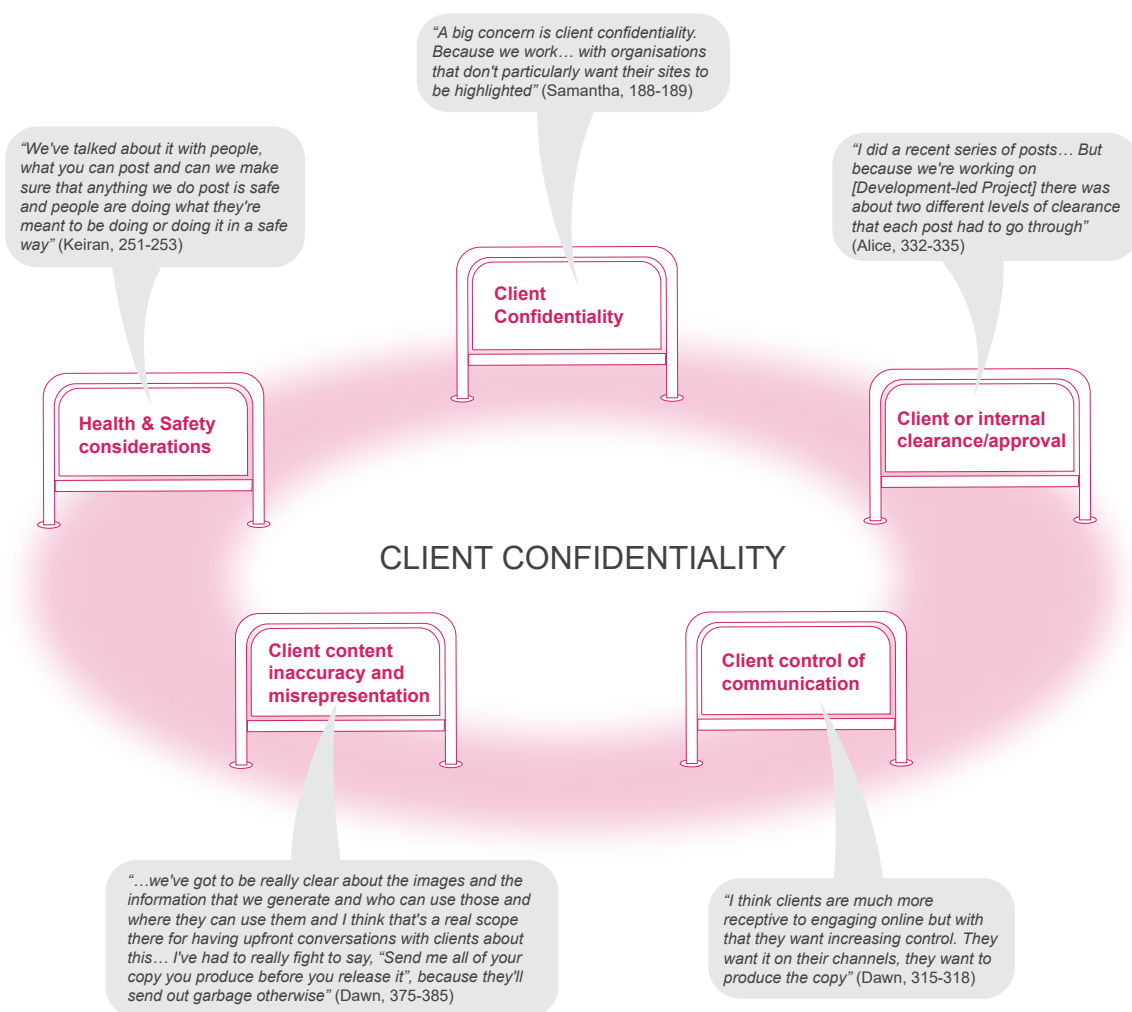 “A big concern is client confidentiality.
Because we work… with organisations
that don't particularly want their sites to
be highlighted” (Samantha, 188-189)
“We've talked about it with people,
what you can post and can we make
sure that anything we do post is safe
and people are doing what they're
meant to be doing or doing it in a safe
way” (Keiran, 251-253)
“I did a recent series of posts… But
because we're working on
[Development-led Project] there was
about two different levels of clearance
that each post had to go through”
(Alice, 332-335)
Client
Confidentiality
Health & Safety
considerations
Client or internal
clearance/approval
CLIENT CONFIDENTIALITY
Client content
inaccuracy and
misrepresentation
Client control of
communication
“…we've got to be really clear about the images and the
information that we generate and who can use those and
where they can use them and I think that's a real scope
there for having upfront conversations with clients about
this… I've had to really fight to say, “Send me all of your
copy you produce before you release it”, because they'll
send out garbage otherwise” (Dawn, 375-385)
“I think clients are much more
receptive to engaging online but with
that they want increasing control. They
want it on their channels, they want to
produce the copy” (Dawn, 315-318)